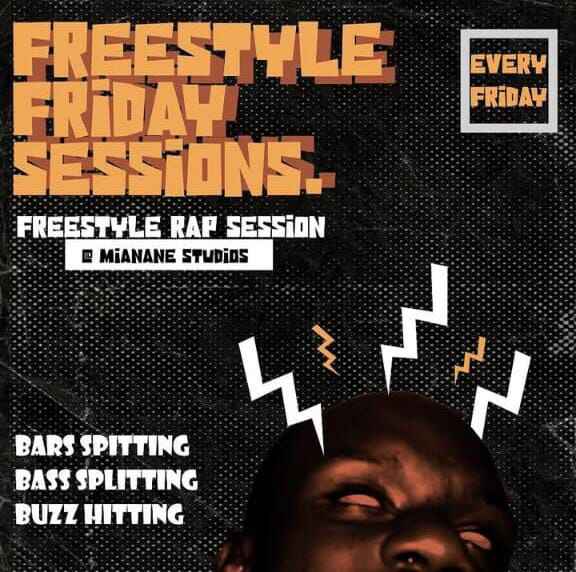 FREESTYLE
FRIDAY
SESSIONS.
EVERY
FRIDAY
FREESTYLE RAP SESSION
@ MIANANE STUDIOS
BARS SPITTING
BASS SPLITTING
BUZZ HITTING